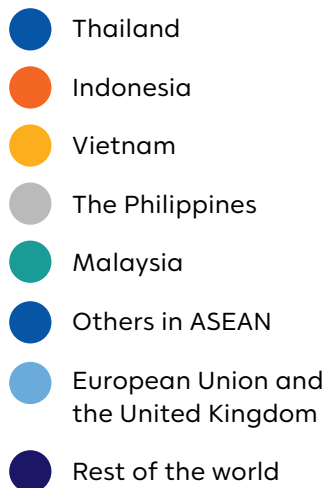 Thailand
Indonesia
Vietnam
The Philippines
Malaysia
Others in ASEAN
European Union and
the United Kingdom
Rest of the world